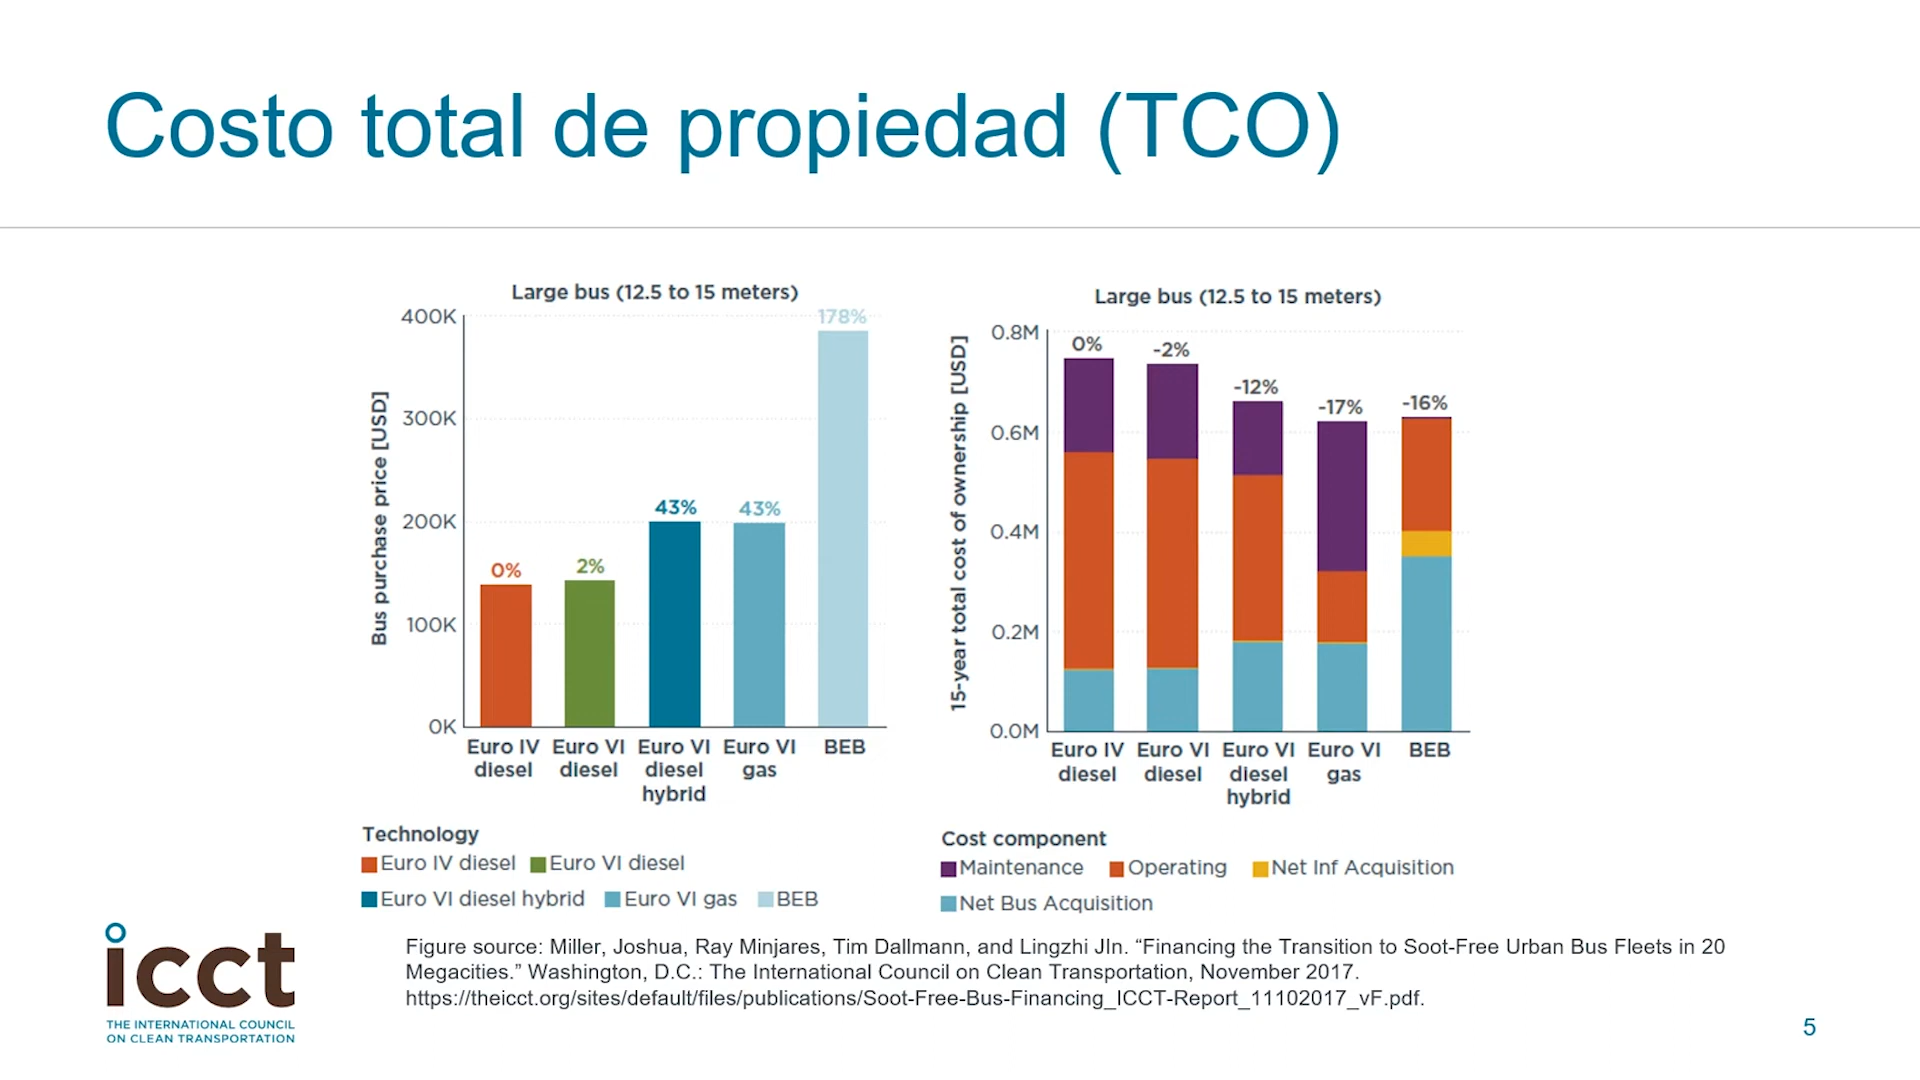 Costo total de propiedad (TCO)
Large bus (12.5 to 15 meters)
Bus purchase price [USD]
400K
300K
200K
100K
0K
0%
2%
43%
43%
178%
Euro IV diesel
Euro VI diesel
Euro VI diesel hybrid
Euro VI gas
BEB
Technology
Euro IV diesel
Euro VI diesel
Euro VI diesel hybrid
Euro VI gas
BEB
Large bus (12.5 to 15 meters)
15-year total cost of ownership [USD]
0.8M
0.6M
0.4M
0.2M
0.0M
0%
-2%
-12%
-17%
-16%
Euro IV diesel
Euro VI diesel
Euro VI diesel hybrid
Euro VI gas
BEB
Cost component
Maintenance
Operating
Net Inf Acquisition
Net Bus Acquisition
icct
THE INTERNATIONAL COUNCIL
ON CLEAN TRANSPORTATION
Figure source: Miller, Joshua, Ray Minjares, Tim Dallmann, and Lingzhi JIn. “Financing the Transition to Soot-Free Urban Bus Fleets in 20
Megacities.” Washington, D.C.: The International Council on Clean Transportation, November 2017.
https://theicct.org/sites/default/files/publications/Soot-Free-Bus-Financing_ICCT-Report_11102017_vF.pdf.
5